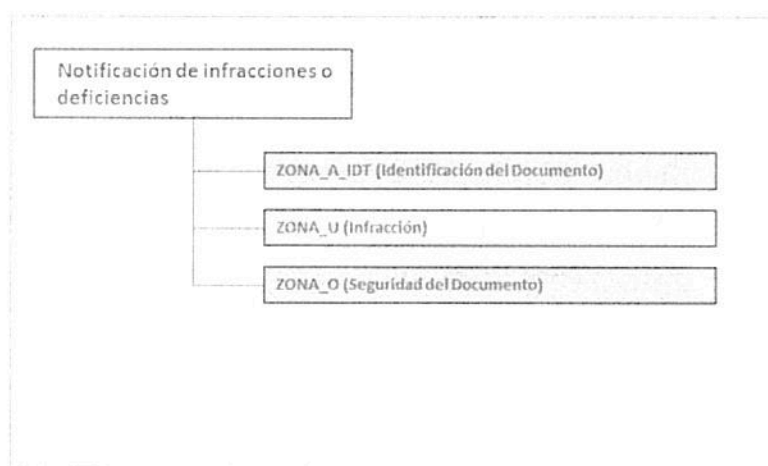 Notificación de infracciones o
deficiencias
ZONA_A_IDT (Identificación del Documento)
ZONA_U (Infracción)
ZONA_O (Seguridad del Documento)